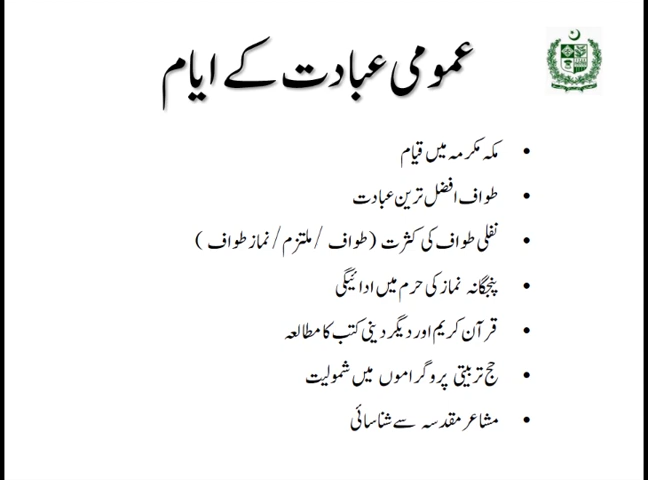 عمومی عبادت کے ایام
• مکہ مکرمہ میں قیام
• طواف افضل ترین عبادت
• نفلی طواف کی کثرت (طواف / ملتزم / نماز طواف )
• پنجگانہ نماز کی حرم میں ادائیگی
• قرآن کریم اور دیگر دینی کتب کا مطالعہ
• حج تربیتی پروگراموں میں شمولیت
• مشاعر مقدسہ سے شناسائی